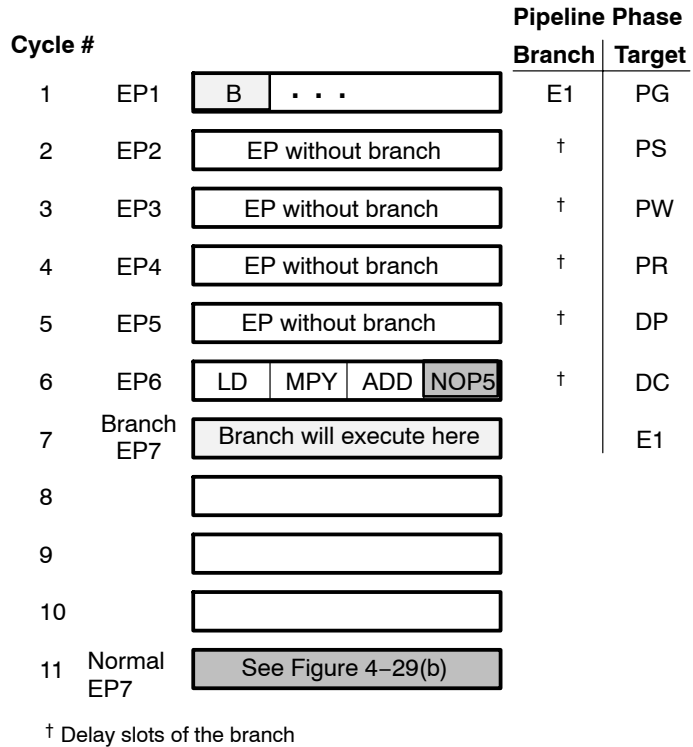 Pipeline Phase
Cycle # Branch Target
1 EP1 B . . . E1 PG
2 EP2 EP without branch † PS
3 EP3 EP without branch † PW
4 EP4 EP without branch † PR
5 EP5 EP without branch † DP
6 EP6 LD MPY ADD NOP5 † DC
7 Branch EP7 Branch will execute here E1
8
9
10
11 Normal EP7 See Figure 4−29(b)
† Delay slots of the branch